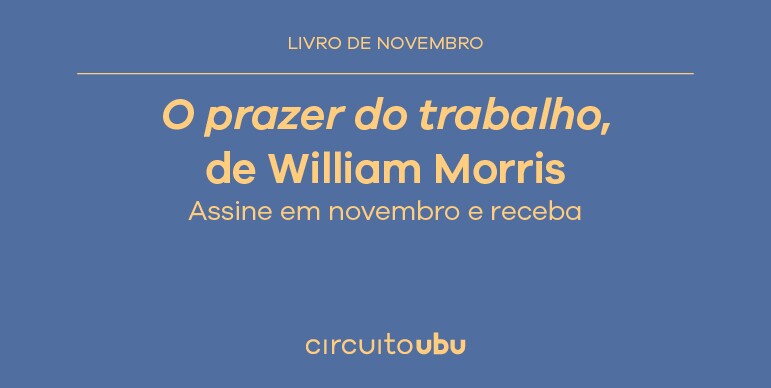 LIVRO DE NOVEMBRO
O prazer do trabalho,
de William Morris
Assine em novembro e receba
circuitoubu